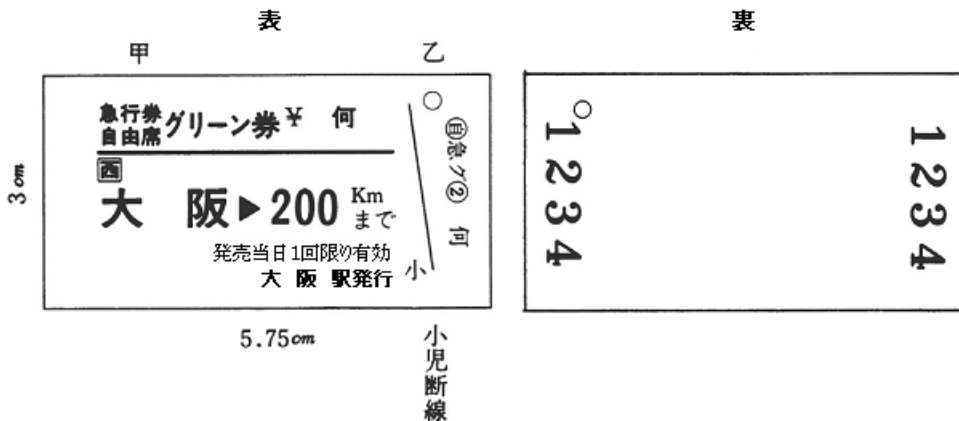 表
裏
甲
乙
急行券
自由席
グリーン券 ¥ 何
西
大 阪 ▶ 200 Km
まで
発売当日1回限り有効
大 阪 駅発行
○
自急グ② 何
小
3cm
5.75cm
小児断線
○
1234
1234